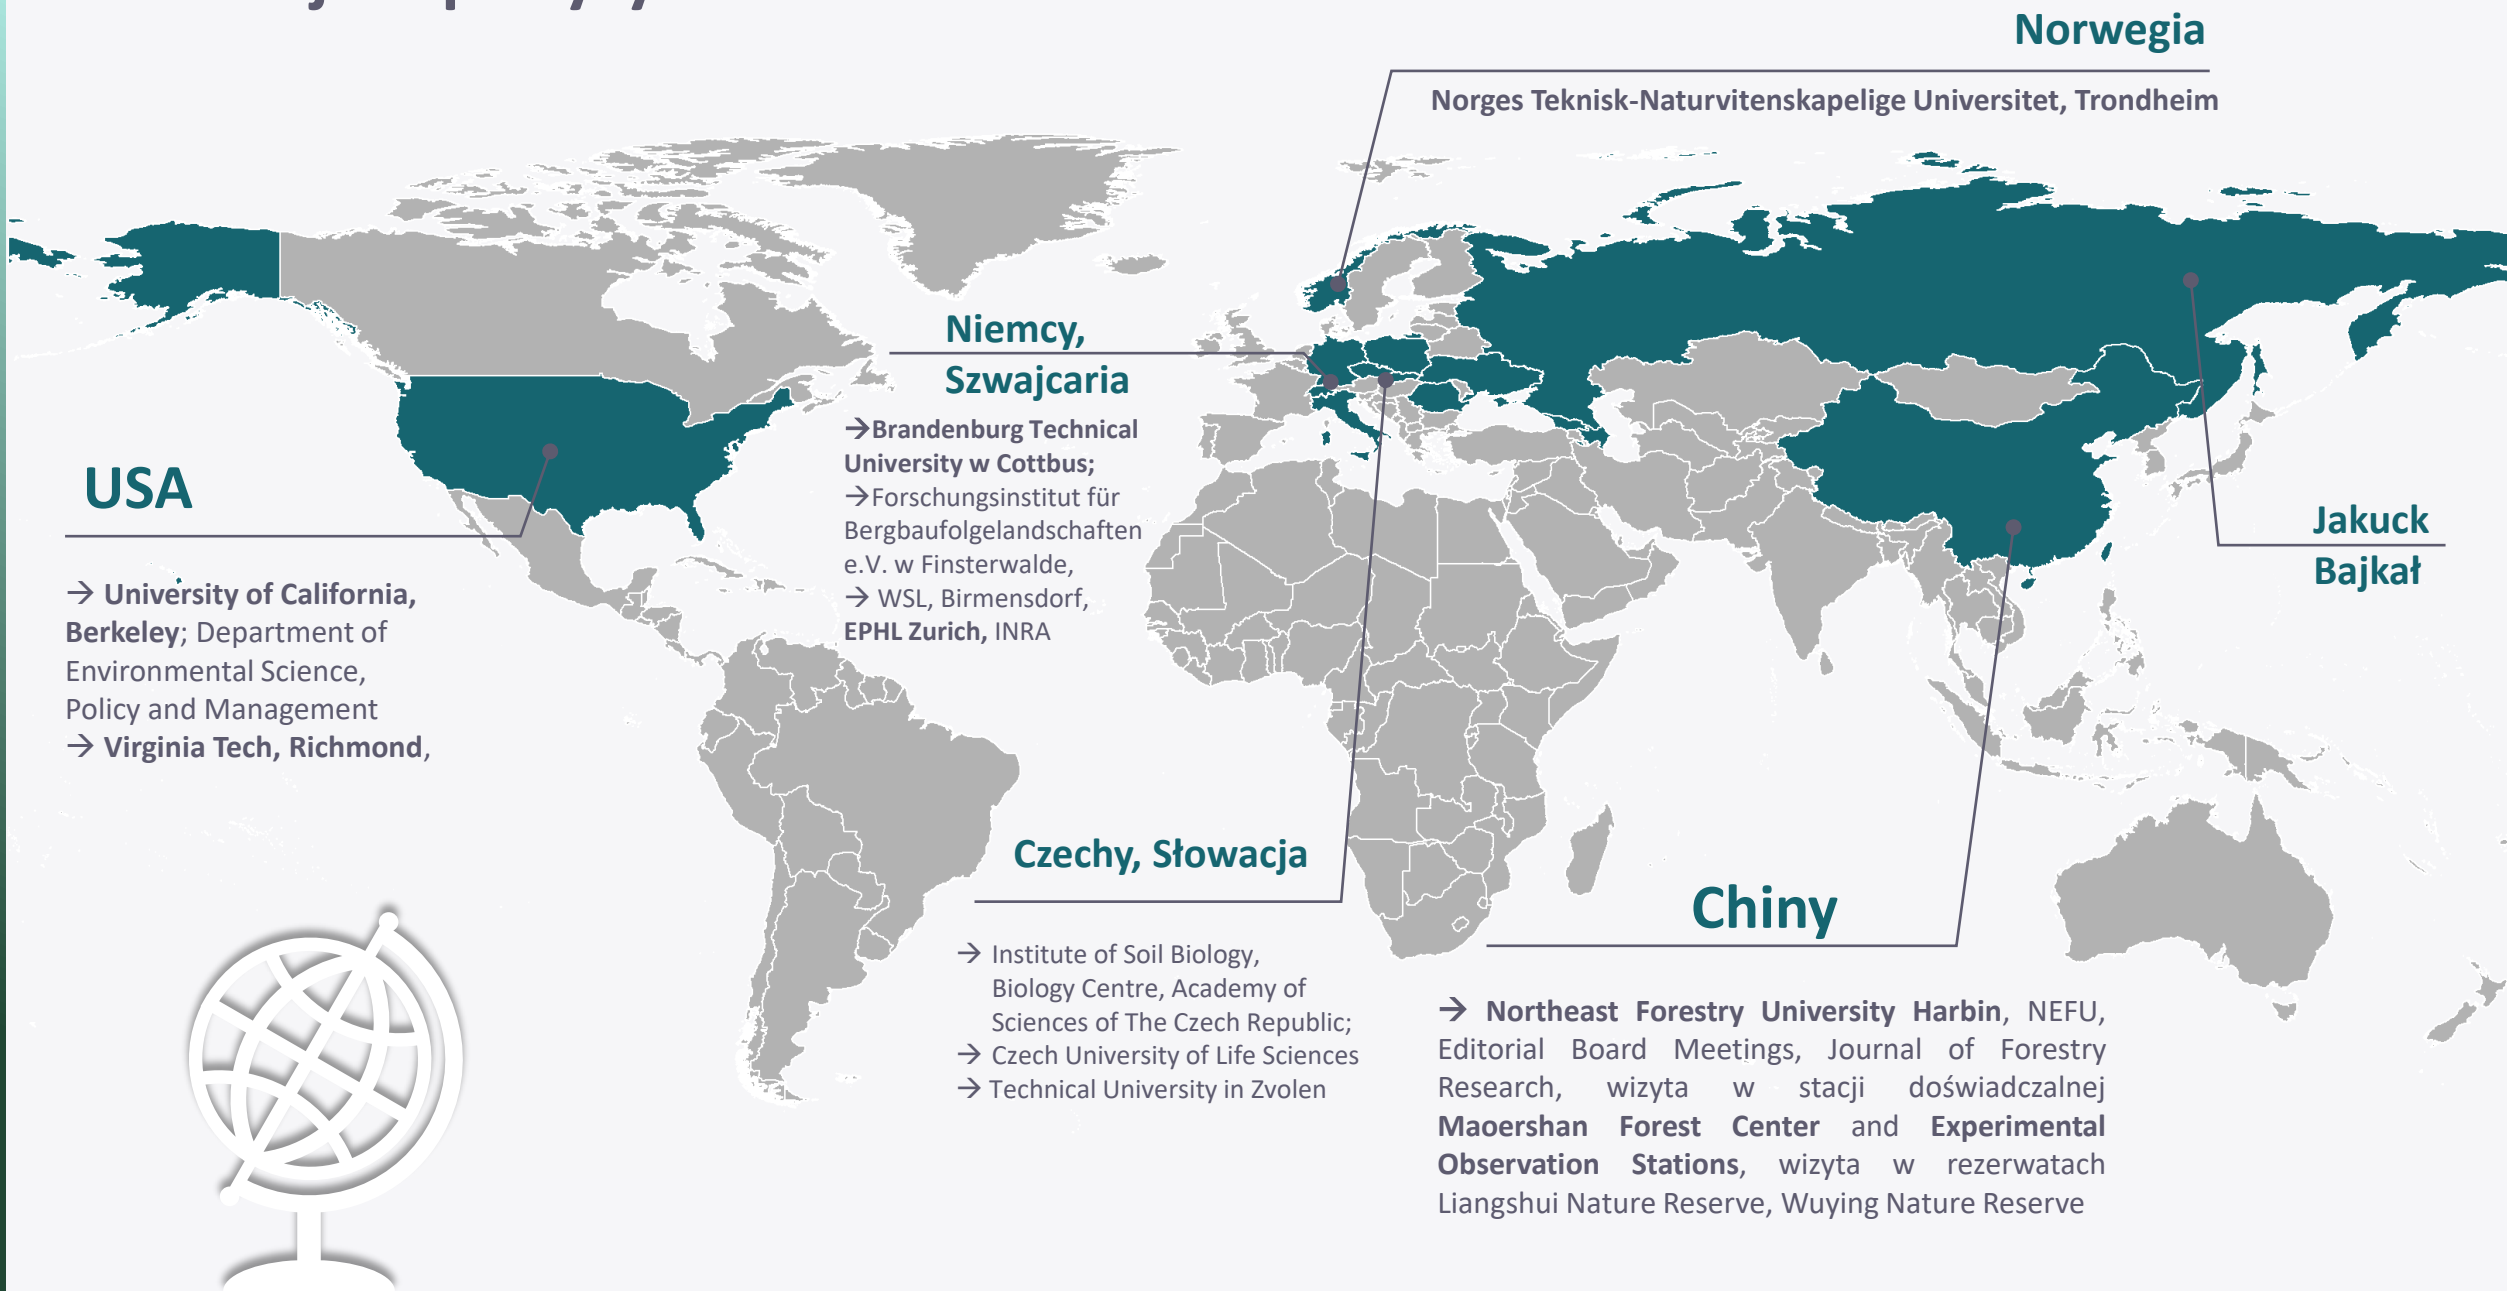 Norwegia
Norges Teknisk-Naturvitenskapelige Universitet, Trondheim
Niemcy,
Szwajcaria
→Brandenburg Technical
University w Cottbus;
→Forschungsinstitut für
Bergbaufolgelandschaften
e.V. w Finsterwalde,
→ WSL, Birmensdorf,
EPHL Zurich, INRA
USA
→ University of California,
Berkeley; Department of
Environmental Science,
Policy and Management
→ Virginia Tech, Richmond,
Jakuck
Bajkał
Czechy, Słowacja
→ Institute of Soil Biology,
Biology Centre, Academy of
Sciences of The Czech Republic;
→ Czech University of Life Sciences
→ Technical University in Zvolen
Chiny
→ Northeast Forestry University Harbin, NEFU,
Editorial Board Meetings, Journal of Forestry
Research, wizyta w stacji doświadczalnej
Maoershan Forest Center and Experimental
Observation Stations, wizyta w rezerwatach
Liangshui Nature Reserve, Wuying Nature Reserve